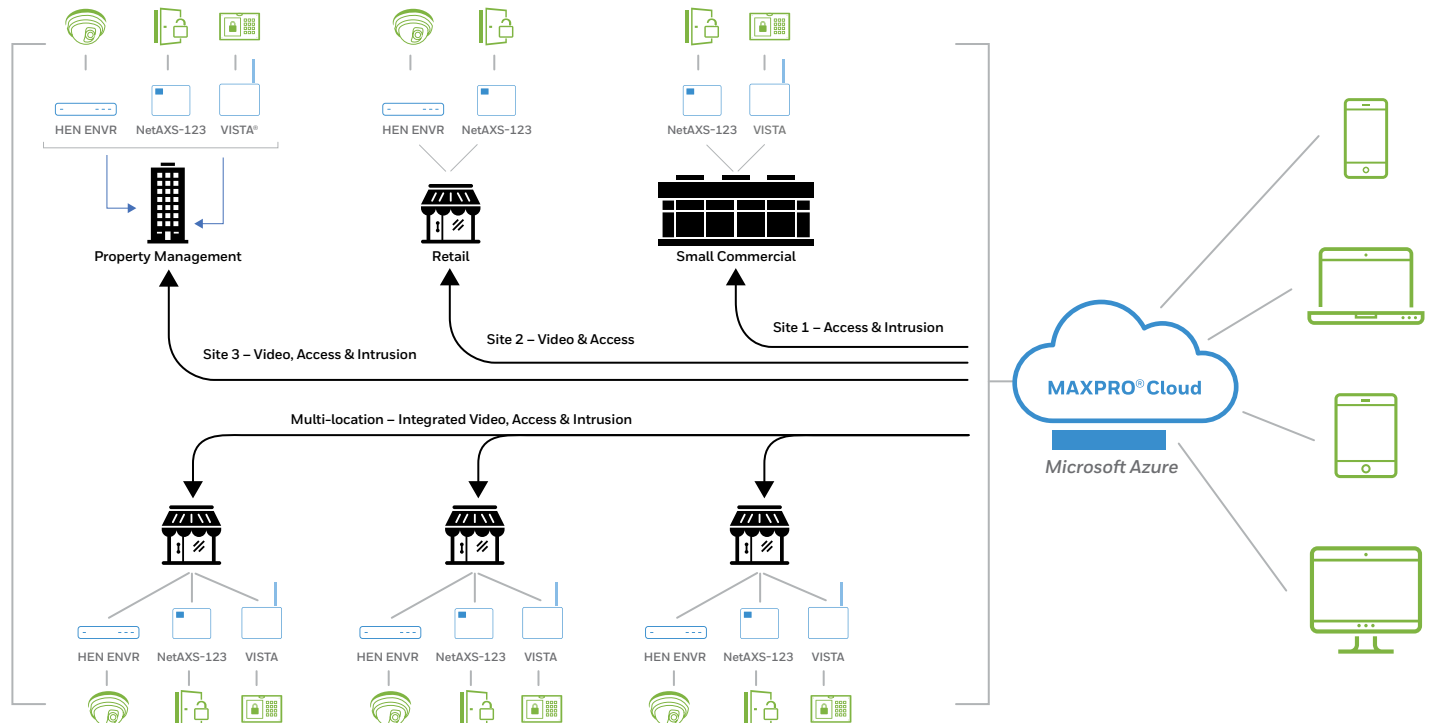 HEN ENVR NetAXS-123 VISTA®
HEN ENVR NetAXS-123
NetAXS-123 VISTA
Property Management
Retail
Small Commercial
Site 1 – Access & Intrusion
Site 2 – Video & Access
Site 3 – Video, Access & Intrusion
MAXPRO® Cloud
Microsoft Azure
Multi-location – Integrated Video, Access & Intrusion
HEN ENVR NetAXS-123 VISTA
HEN ENVR NetAXS-123 VISTA
HEN ENVR NetAXS-123 VISTA